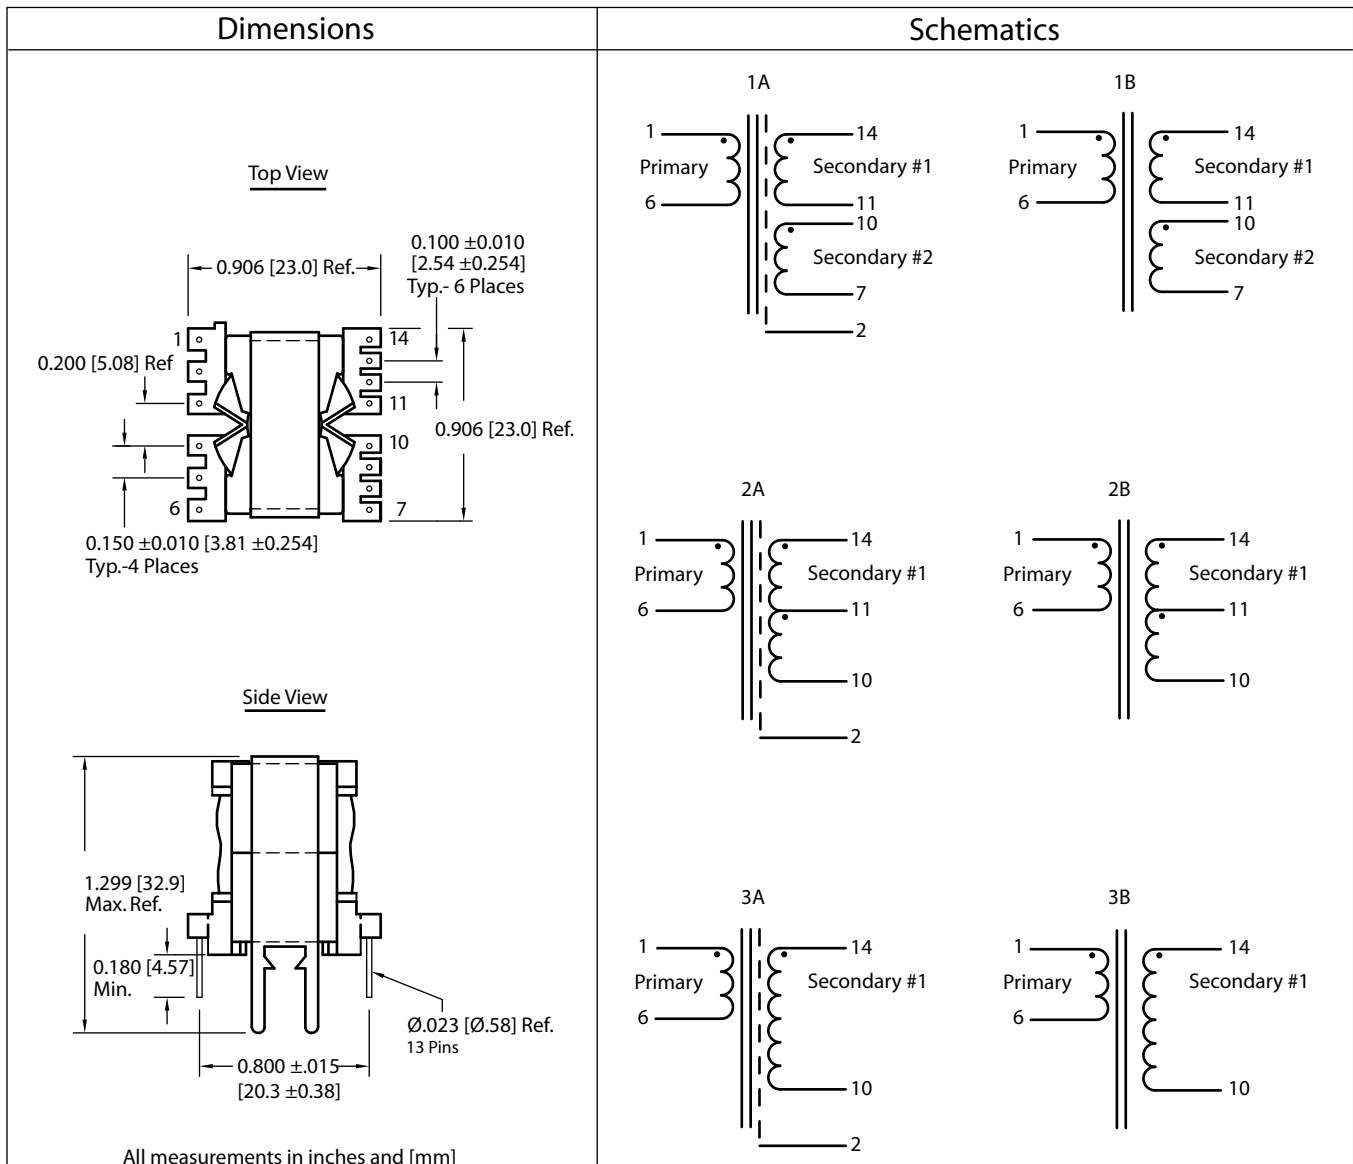 Dimensions
Schematics
Top View
0.906 [23.0] Ref.
0.100 ±0.010
[2.54 ±0.254]
Typ.- 6 Places
1
14
0.200 [5.08] Ref
11
10
0.906 [23.0] Ref.
6
7
0.150 ±0.010 [3.81 ±0.254]
Typ.-4 Places
Side View
1.299 [32.9]
Max. Ref.
0.180 [4.57]
Min.
Ø.023 [Ø.58] Ref.
13 Pins
0.800 ±.015
[20.3 ±0.38]
All measurements in inches and [mm]
1A
1
14
Primary
Secondary #1
6
11
10
Secondary #2
7
2
1B
1
14
Primary
Secondary #1
6
11
10
Secondary #2
7
2A
1
14
Primary
Secondary #1
6
11
10
2
2B
1
14
Primary
Secondary #1
6
11
10
3A
1
14
Primary
Secondary #1
6
10
2
3B
1
14
Primary
Secondary #1
6
10